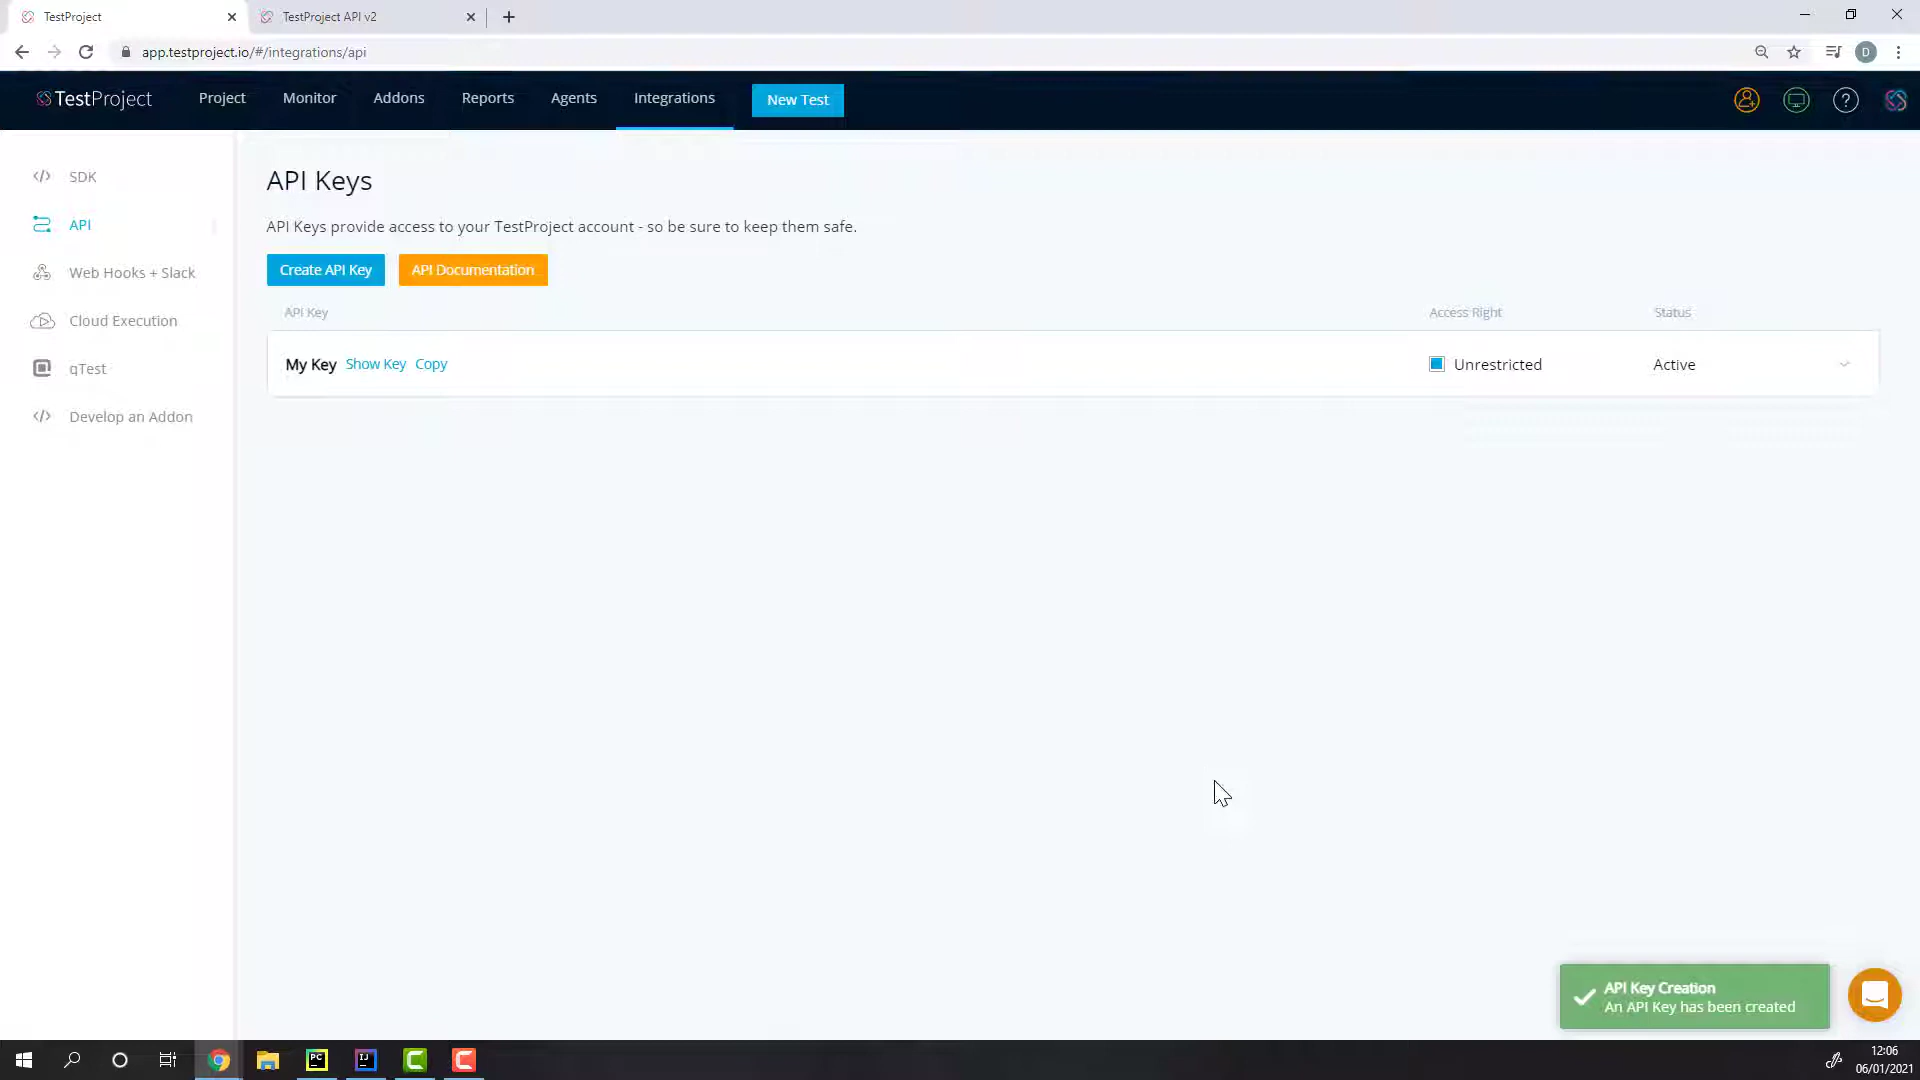 TestProject
TestProject API v2
app.testproject.io/#/integrations/api
D
TestProject
Project
Monitor
Addons
Reports
Agents
Integrations
New Test
?
SDK
API
Web Hooks + Slack
Cloud Execution
qTest
Develop an Addon
API Keys
API Keys provide access to your TestProject account - so be sure to keep them safe.
Create API Key
API Documentation
API Key
Access Right
Status
My Key Show Key Copy
Unrestricted
Active
API Key Creation
An API Key has been created
PC
IJ
12:06
06/01/2021